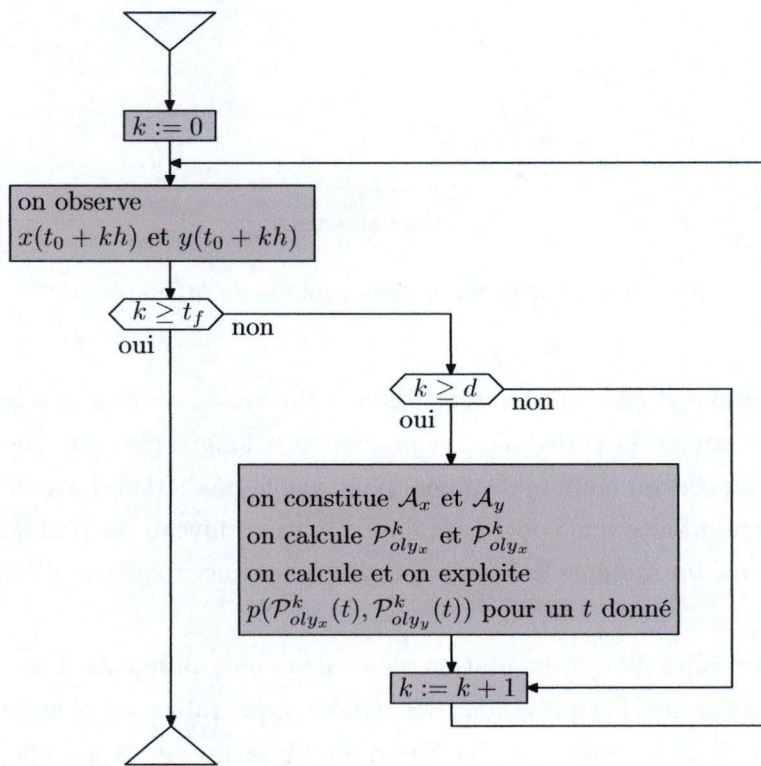 k := 0
on observe
x(t₀ + kh) et y(t₀ + kh)
k ≥ t_f
non
oui
k ≥ d
non
oui
on constitue 𝒜ₓ et 𝒜_y
on calcule 𝒫^k_{oly_x} et 𝒫^k_{oly_x}
on calcule et on exploite
p(𝒫^k_{oly_x}(t), 𝒫^k_{oly_y}(t)) pour un t donné
k := k + 1